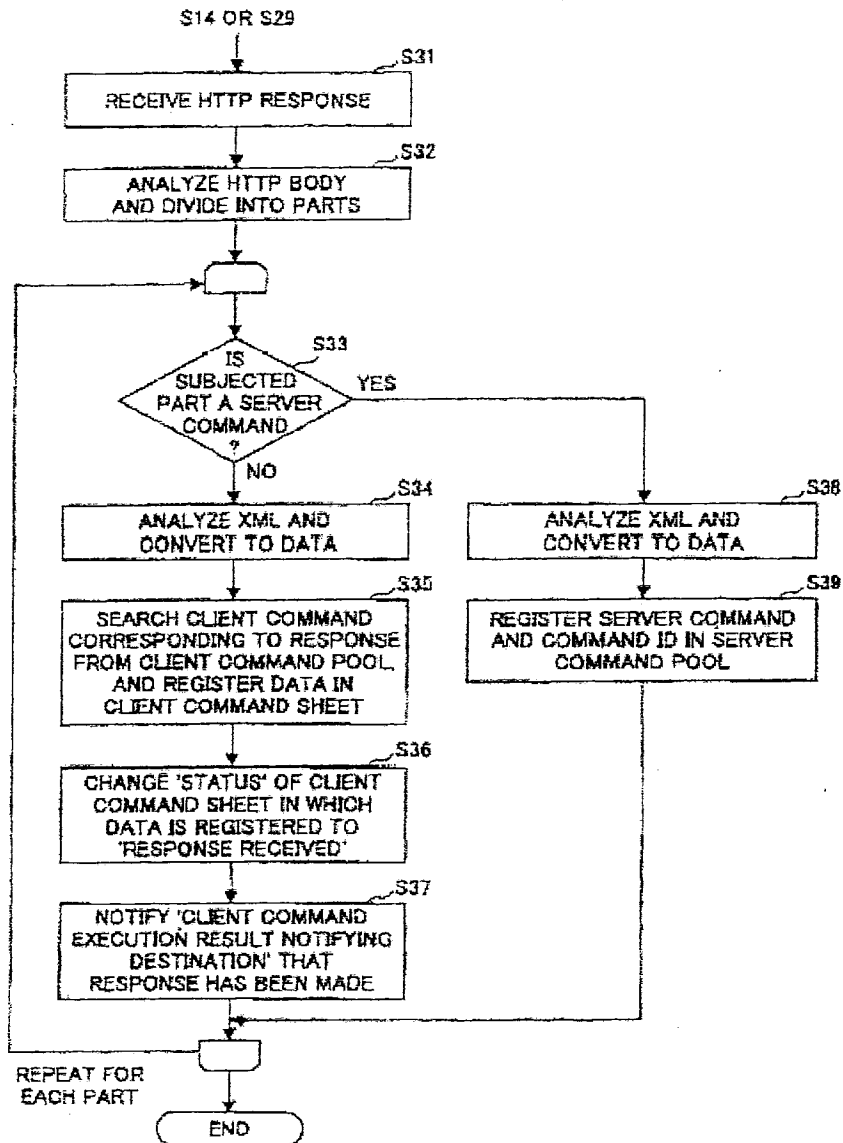 S14 OR S29
S31
RECEIVE HTTP RESPONSE
S32
ANALYZE HTTP BODY
AND DIVIDE INTO PARTS
S33
IS
SUBJECTED
PART A SERVER
COMMAND
?
YES
NO
S34
ANALYZE XML AND
CONVERT TO DATA
S38
ANALYZE XML AND
CONVERT TO DATA
S35
SEARCH CLIENT COMMAND
CORRESPONDING TO RESPONSE
FROM CLIENT COMMAND POOL,
AND REGISTER DATA IN
CLIENT COMMAND SHEET
S39
REGISTER SERVER COMMAND
AND COMMAND ID IN SERVER
COMMAND POOL
S36
CHANGE 'STATUS' OF CLIENT
COMMAND SHEET IN WHICH
DATA IS REGISTERED TO
'RESPONSE RECEIVED'
S37
NOTIFY 'CLIENT COMMAND
EXECUTION RESULT NOTIFYING
DESTINATION' THAT
RESPONSE HAS BEEN MADE
REPEAT FOR
EACH PART
END